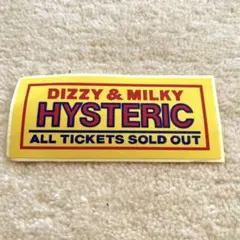 DIZZY & MILKY
HYSTERIC
ALL TICKETS SOLD OUT